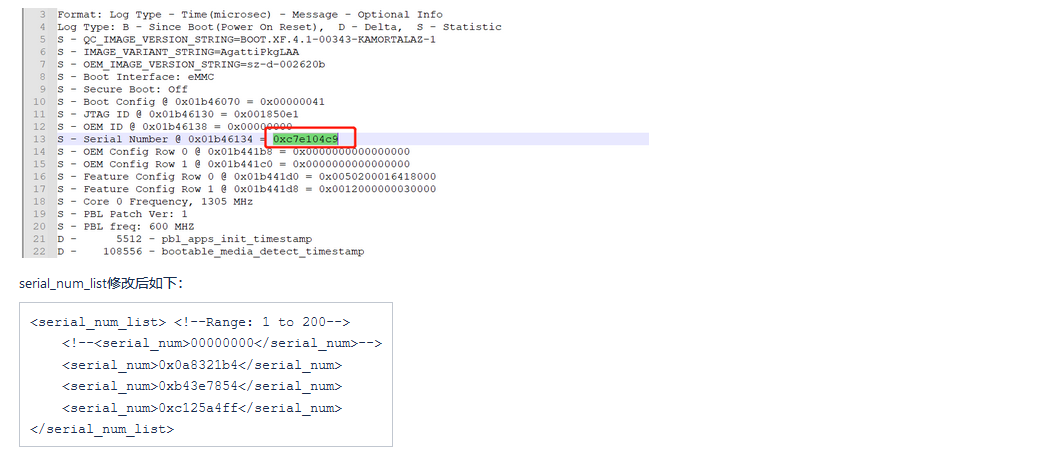 3 Format: Log Type - Time(microsec) - Message - Optional Info
4 Log Type: B - Since Boot(Power On Reset),  D - Delta,  S - Statistic
5 S - QC_IMAGE_VERSION_STRING=BOOT.XF.4.1-00343-KAMORTALAZ-1
6 S - IMAGE_VARIANT_STRING=AgattiPkgLAA
7 S - OEM_IMAGE_VERSION_STRING=sz-d-002620b
8 S - Boot Interface: eMMC
9 S - Secure Boot: Off
10 S - Boot Config @ 0x01b46070 = 0x00000041
11 S - JTAG ID @ 0x01b46130 = 0x001850e1
12 S - OEM ID @ 0x01b46138 = 0x00000000
13 S - Serial Number @ 0x01b46134 = 0xc7e104c9
14 S - OEM Config Row 0 @ 0x01b441b8 = 0x0000000000000000
15 S - OEM Config Row 1 @ 0x01b441c0 = 0x0000000000000000
16 S - Feature Config Row 0 @ 0x01b441d0 = 0x0050200016418000
17 S - Feature Config Row 1 @ 0x01b441d8 = 0x0012000000030000
18 S - Core 0 Frequency, 1305 MHz
19 S - PBL Patch Ver: 1
20 S - PBL freq: 600 MHZ
21 D -      5512 - pbl_apps_init_timestamp
22 D -    108556 - bootable_media_detect_timestamp
serial_num_list修改后如下：
<serial_num_list> <!--Range: 1 to 200-->
    <!--<serial_num>00000000</serial_num>-->
    <serial_num>0x0a8321b4</serial_num>
    <serial_num>0xb43e7854</serial_num>
    <serial_num>0xc125a4ff</serial_num>
</serial_num_list>